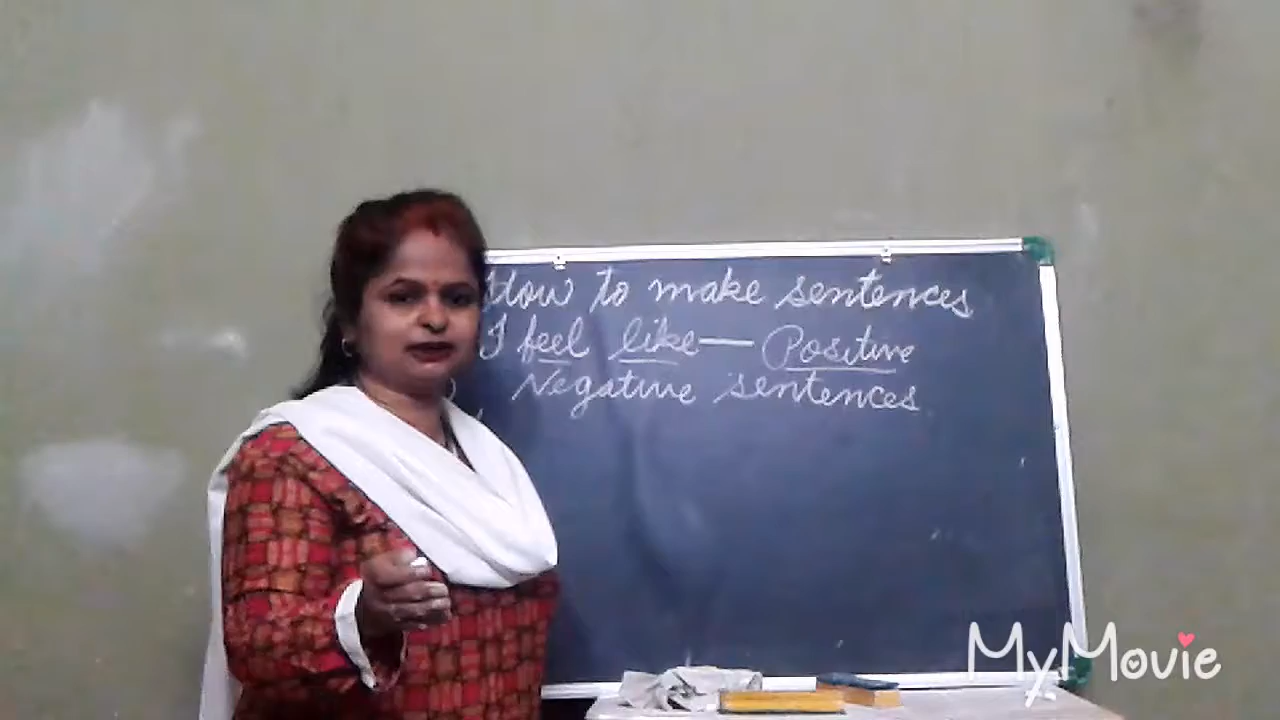 How to make sentences
I feel like — Positive
Negative sentences
MyMovie